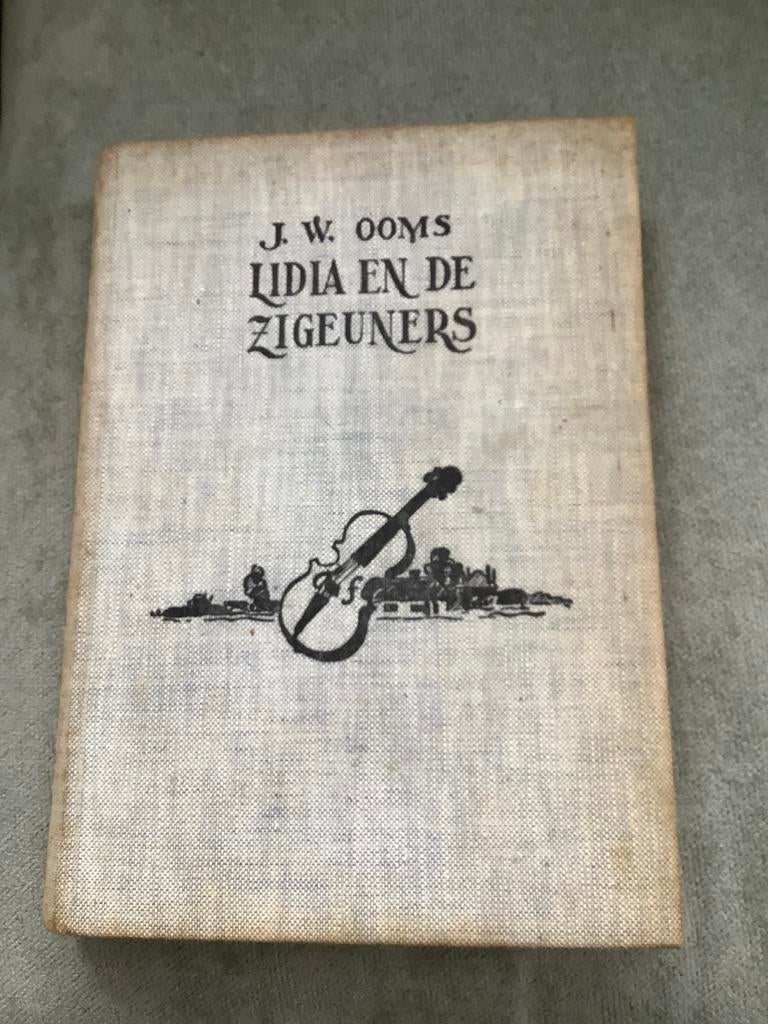 J. W. OOMS
LIDIA EN DE
ZIGEUNERS